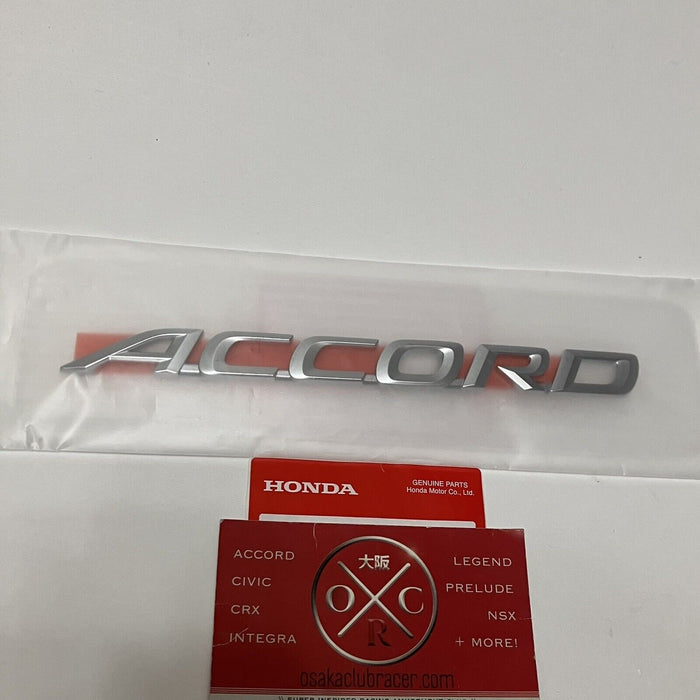 ACCORD
HONDA
GENUINE PARTS
Honda Motor Co., Ltd.
ACCORD
CIVIC
CRX
INTEGRA
大阪
O C
R
LEGEND
PRELUDE
NSX
+ MORE!
osakaclubracer.com